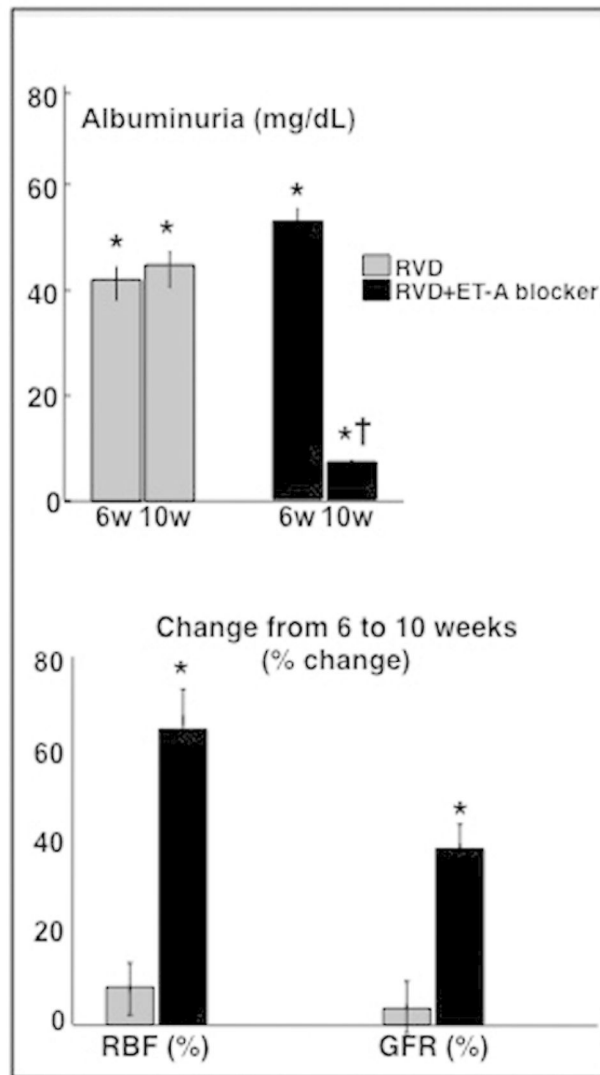 80
Albuminuria (mg/dL)
60
*
*
*
RVD
40
RVD+ET-A blocker
20
*†
0
6w 10w
6w 10w
Change from 6 to 10 weeks
(% change)
80
*
60
40
*
20
0
RBF (%)
GFR (%)